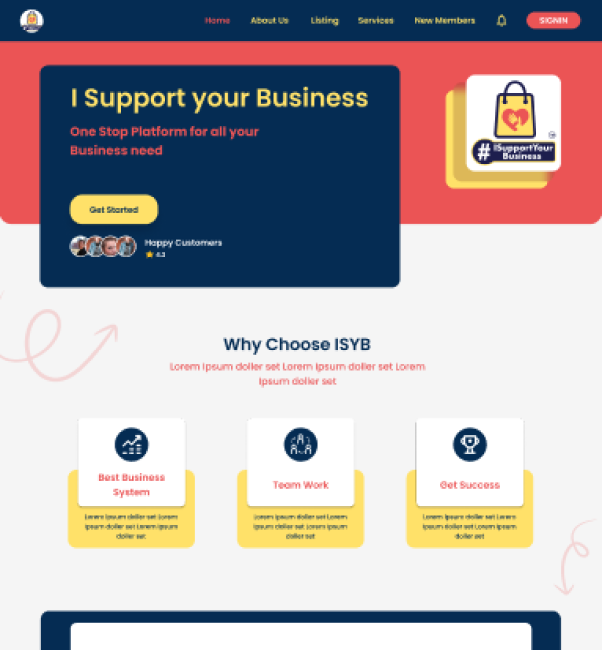 Home About Us Listing Services New Members SIGNIN
I Support your Business
One Stop Platform for all your
Business need
Get Started
Happy Customers
4.3
# ISupportYour
Business
Why Choose ISYB
Lorem Ipsum doller set Lorem Ipsum doller set Lorem
Ipsum doller set
Best Business
System
Lorem Ipsum doller set Lorem
Ipsum doller set Lorem Ipsum
doller set
Team Work
Lorem Ipsum doller set Lorem
Ipsum doller set Lorem Ipsum
doller set
Get Success
Lorem Ipsum doller set Lorem
Ipsum doller set Lorem Ipsum
doller set